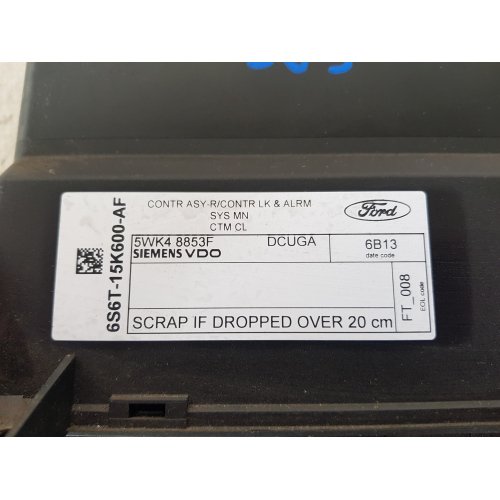 CONTR ASY-R/CONTR LK & ALRM
SYS MN
CTM CL
Ford
6S6T-15K600-AF
5WK4 8853F DCUGA 6B13
SIEMENS VDO date code
FT_008
EOL code
SCRAP IF DROPPED OVER 20 cm